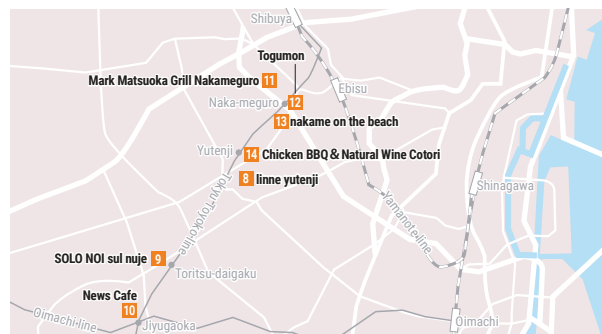 Shibuya
Togumon
Mark Matsuoka Grill Nakameguro 11
Ebisu
Naka-meguro 12
13 nakame on the beach
Yutenji
14 Chicken BBQ & Natural Wine Cotori
8 linne yutenji
Shinagawa
Tokyu Toyoko-line
Yamanote-line
SOLO NOI sul nuje 9
Toritsu-daigaku
News Cafe
10
Oimachi-line
Jiyugaoka
Oimachi